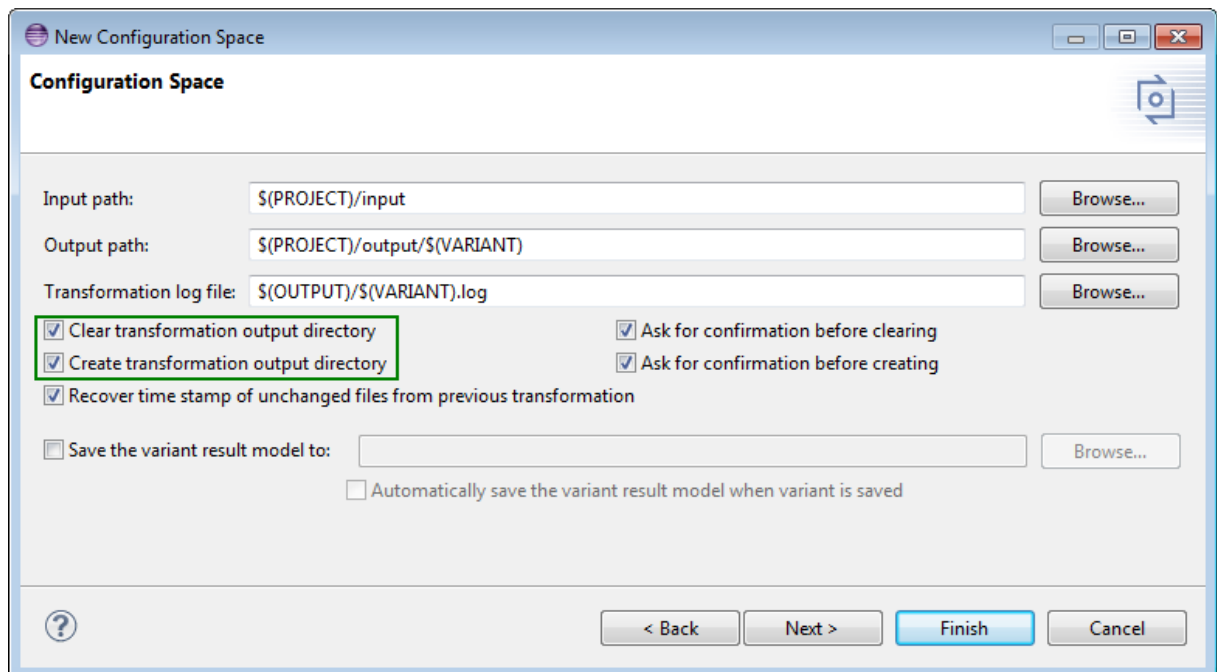 New Configuration Space
Configuration Space
Input path: $(PROJECT)/input Browse...
Output path: $(PROJECT)/output/$(VARIANT) Browse...
Transformation log file: $(OUTPUT)/$(VARIANT).log Browse...
Clear transformation output directory Ask for confirmation before clearing
Create transformation output directory Ask for confirmation before creating
Recover time stamp of unchanged files from previous transformation
Save the variant result model to: Browse...
Automatically save the variant result model when variant is saved
? < Back Next > Finish Cancel